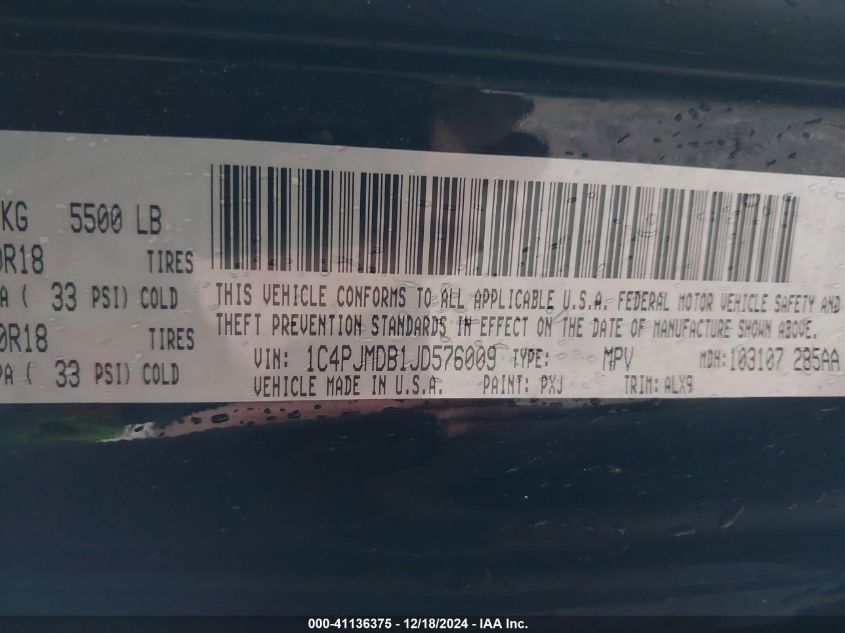 KG 5500 LB
0R18 TIRES
A ( 33 PSI) COLD
0R18 TIRES
PA ( 33 PSI) COLD
THIS VEHICLE CONFORMS TO ALL APPLICABLE U.S.A. FEDERAL MOTOR VEHICLE SAFETY AND
THEFT PREVENTION STANDARDS IN EFFECT ON THE DATE OF MANUFACTURE SHOWN ABOVE.
VIN: 1C4PJMDB1JD576009 TYPE: MPV MDH: 103107 285AA
VEHICLE MADE IN U.S.A. PAINT: PXJ TRIM: ALX9
000-41136375 - 12/18/2024 - IAA Inc.